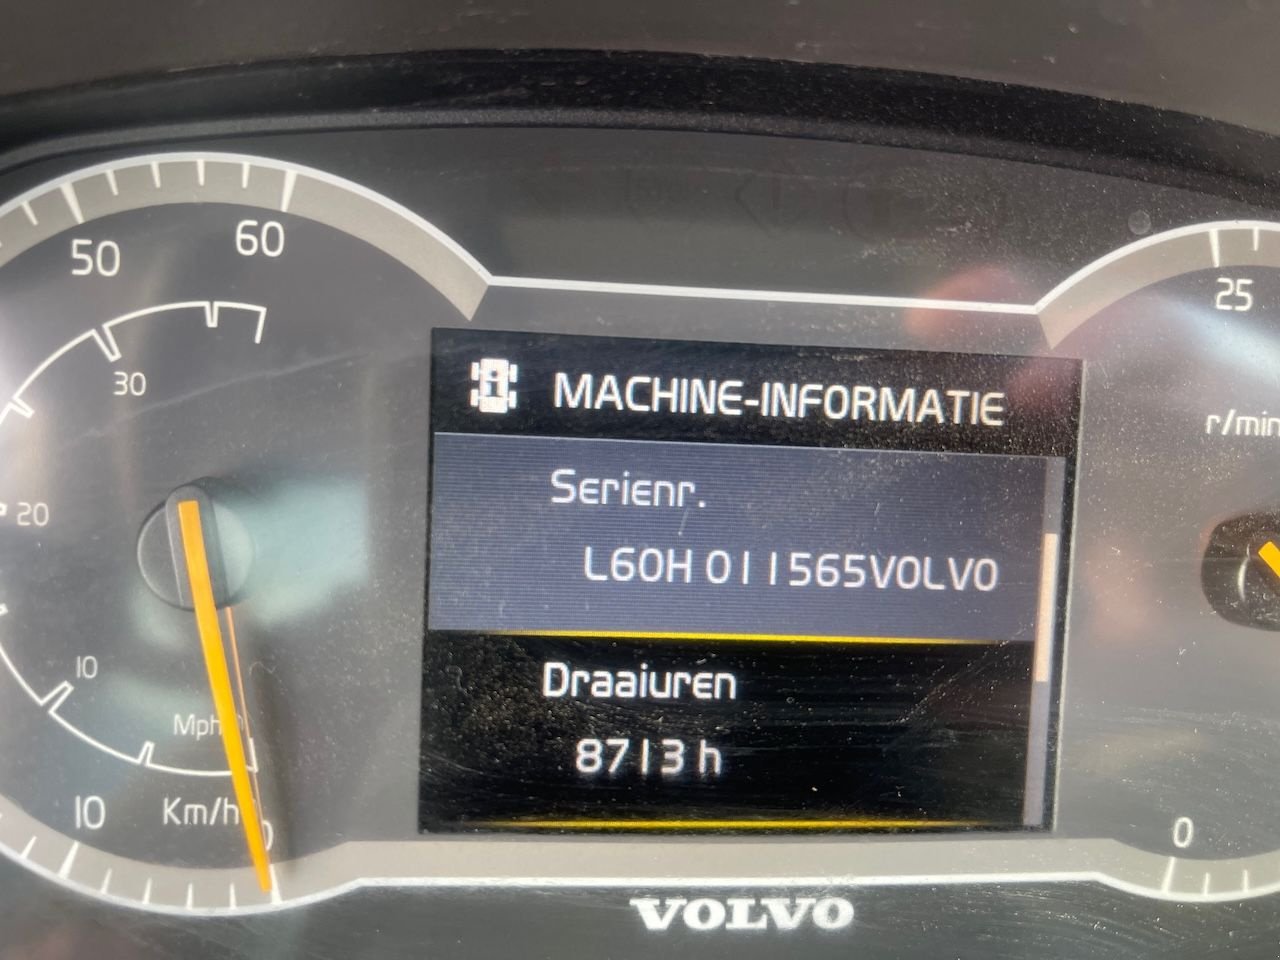 50
60
30
20
10
Mph
10
Km/h
MACHINE-INFORMATIE
Serienr.
L60H 011565VOLVO
Draaiuren
8713 h
25
r/min
0
VOLVO